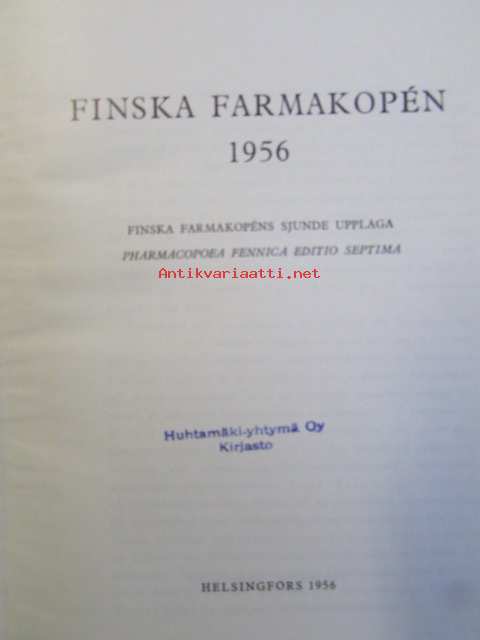 FINSKA FARMAKOPÉN
1956
FINSKA FARMAKOPÉNS SJUNDE UPPLAGA
PHARMACOPOEA FENNICA EDITIO SEPTIMA
Antikvariaatti.net
Huhtamäki-yhtymä Oy
Kirjasto
HELSINGFORS 1956